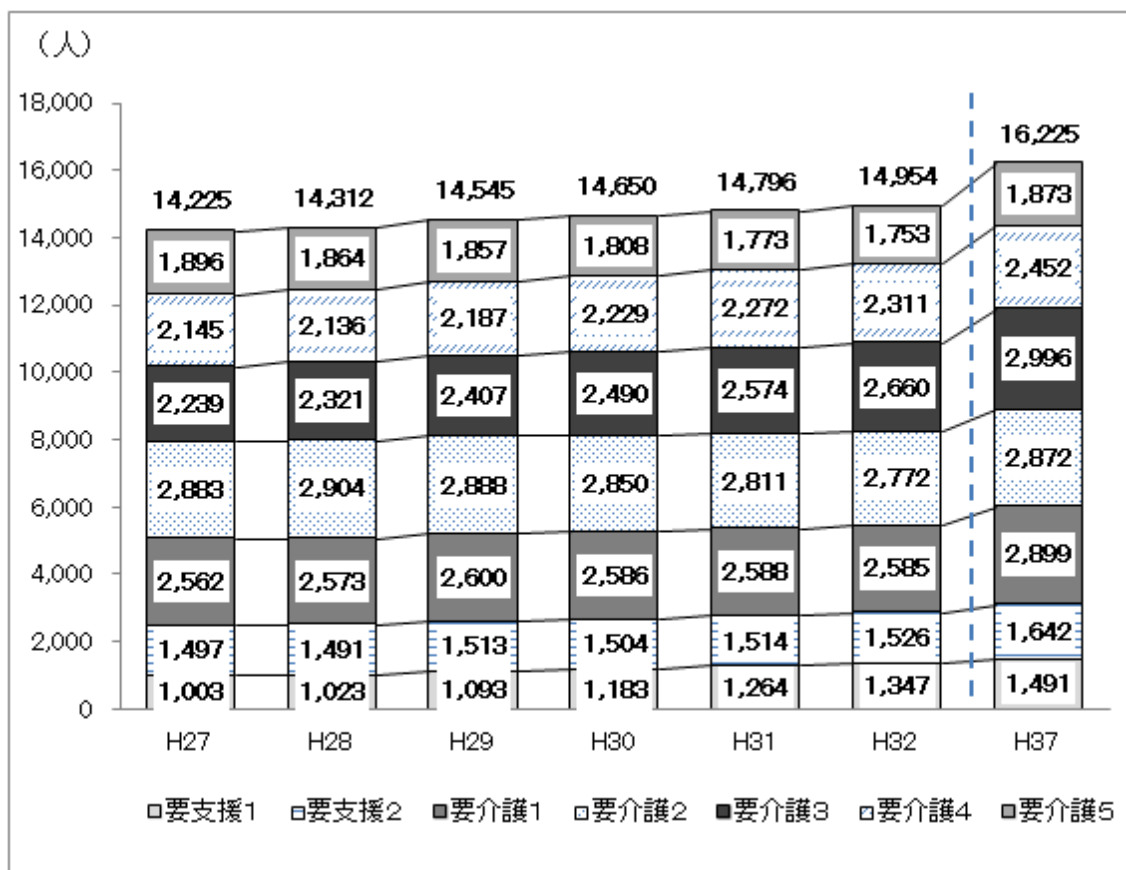 (人)
18,000
16,000
14,000
12,000
10,000
8,000
6,000
4,000
2,000
0
14,225 14,312 14,545 14,650 14,796 14,954 16,225
1,896 1,864 1,857 1,808 1,773 1,753 1,873
2,145 2,136 2,187 2,229 2,272 2,311 2,452
2,239 2,321 2,407 2,490 2,574 2,660 2,996
2,883 2,904 2,888 2,850 2,811 2,772 2,872
2,562 2,573 2,600 2,586 2,588 2,585 2,899
1,497 1,491 1,513 1,504 1,514 1,526 1,642
1,003 1,023 1,093 1,183 1,264 1,347 1,491
H27 H28 H29 H30 H31 H32 H37
要支援1 要支援2 要介護1 要介護2 要介護3 要介護4 要介護5